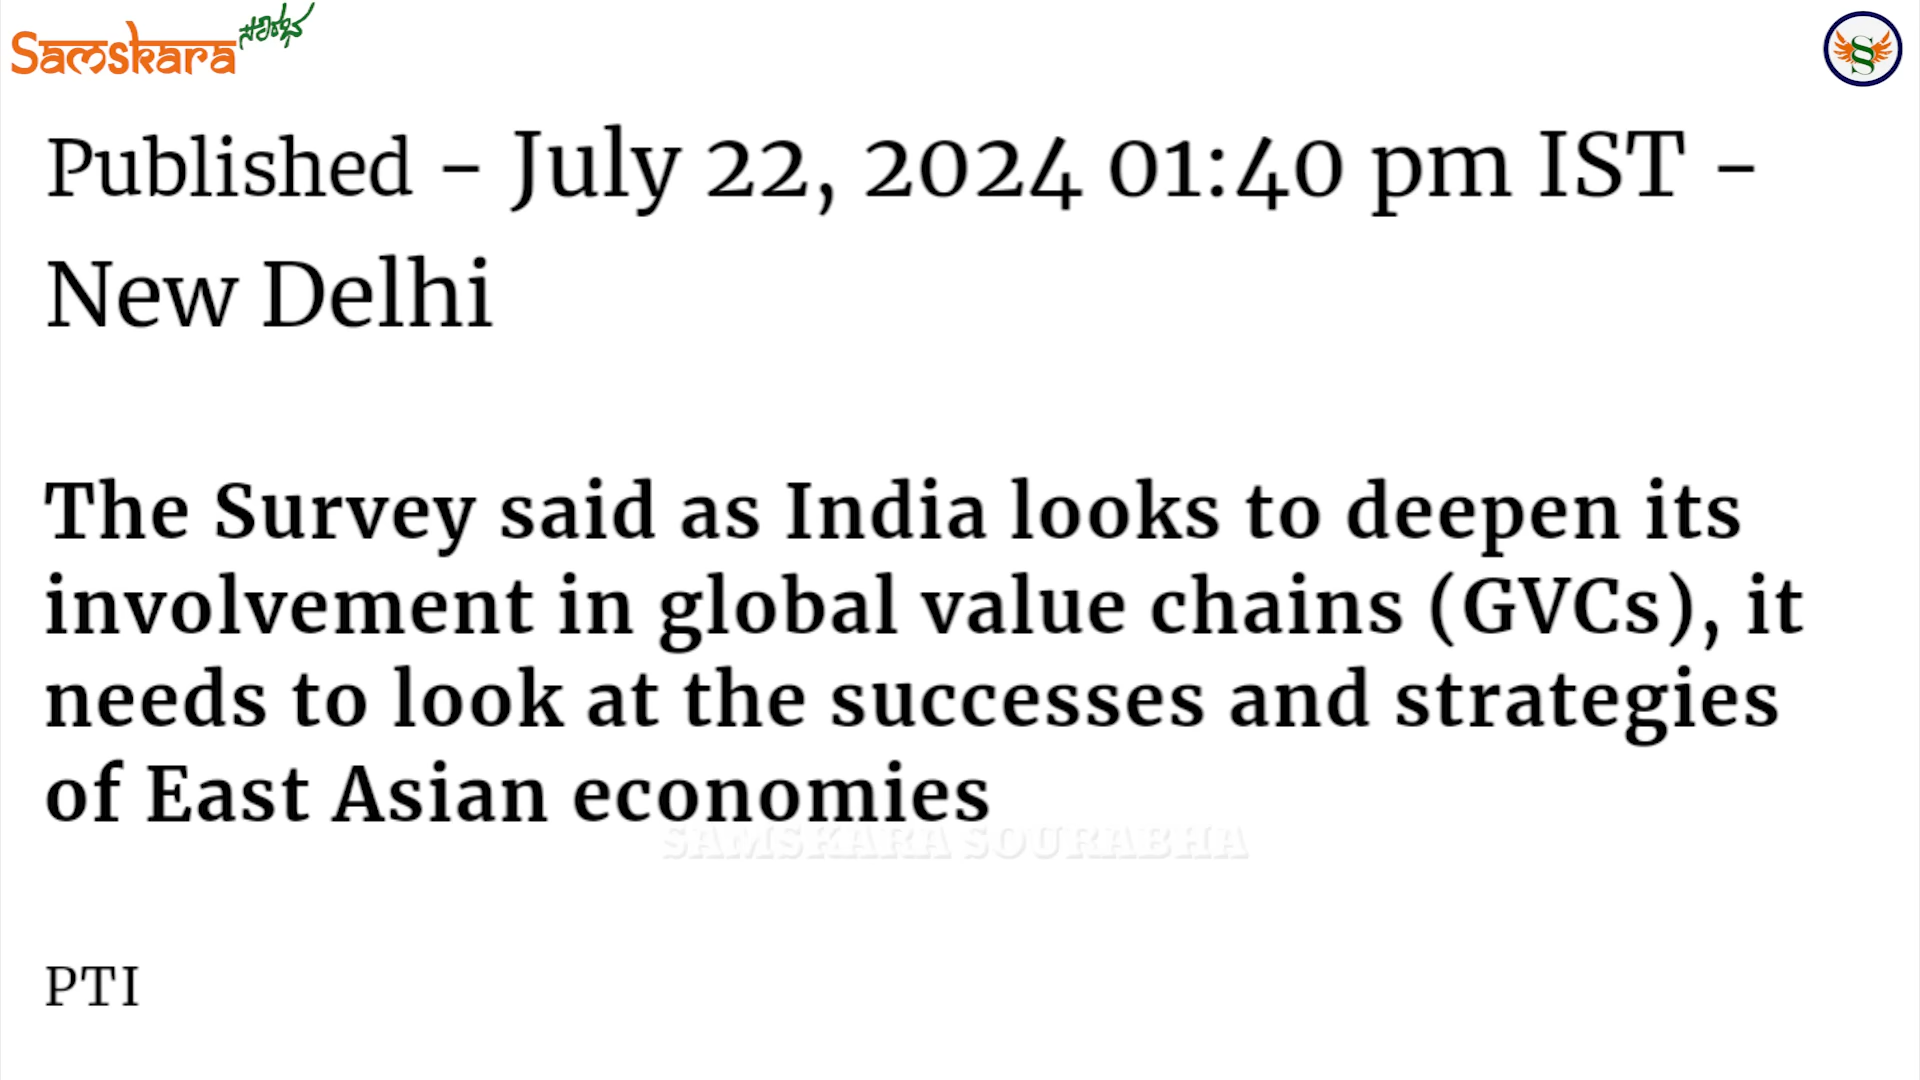 Samskara ಸೌರಭ
Published – July 22, 2024 01:40 pm IST –
New Delhi
The Survey said as India looks to deepen its
involvement in global value chains (GVCs), it
needs to look at the successes and strategies
of East Asian economies
SAMSKARA SOURABHA
PTI